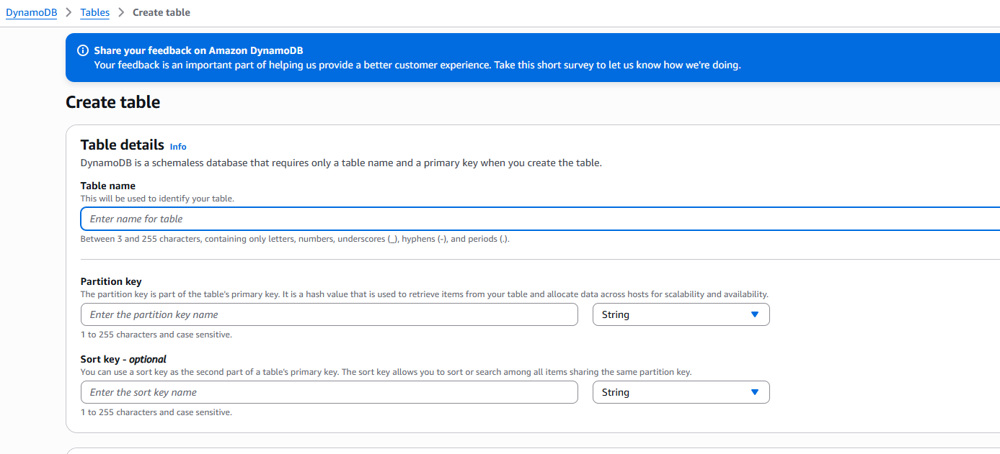 DynamoDB > Tables > Create table
Share your feedback on Amazon DynamoDB
Your feedback is an important part of helping us provide a better customer experience. Take this short survey to let us know how we're doing.
Create table
Table details Info
DynamoDB is a schemaless database that requires only a table name and a primary key when you create the table.
Table name
This will be used to identify your table.
Enter name for table
Between 3 and 255 characters, containing only letters, numbers, underscores (_), hyphens (-), and periods (.).
Partition key
The partition key is part of the table's primary key. It is a hash value that is used to retrieve items from your table and allocate data across hosts for scalability and availability.
Enter the partition key name String
1 to 255 characters and case sensitive.
Sort key - optional
You can use a sort key as the second part of a table's primary key. The sort key allows you to sort or search among all items sharing the same partition key.
Enter the sort key name String
1 to 255 characters and case sensitive.